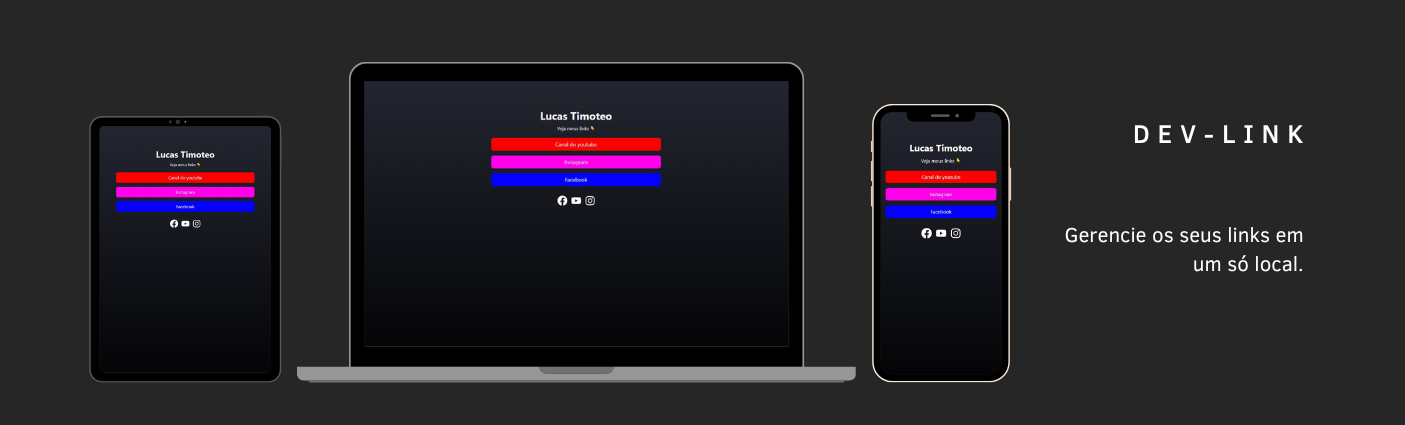 Lucas Timoteo
Veja meus links 👇
Canal do youtube
Instagram
Facebook
Lucas Timoteo
Veja meus links 👇
Canal do youtube
Instagram
Facebook
Lucas Timoteo
Veja meus links 👇
Canal do youtube
Instagram
Facebook
DEV-LINK
Gerencie os seus links em
um só local.